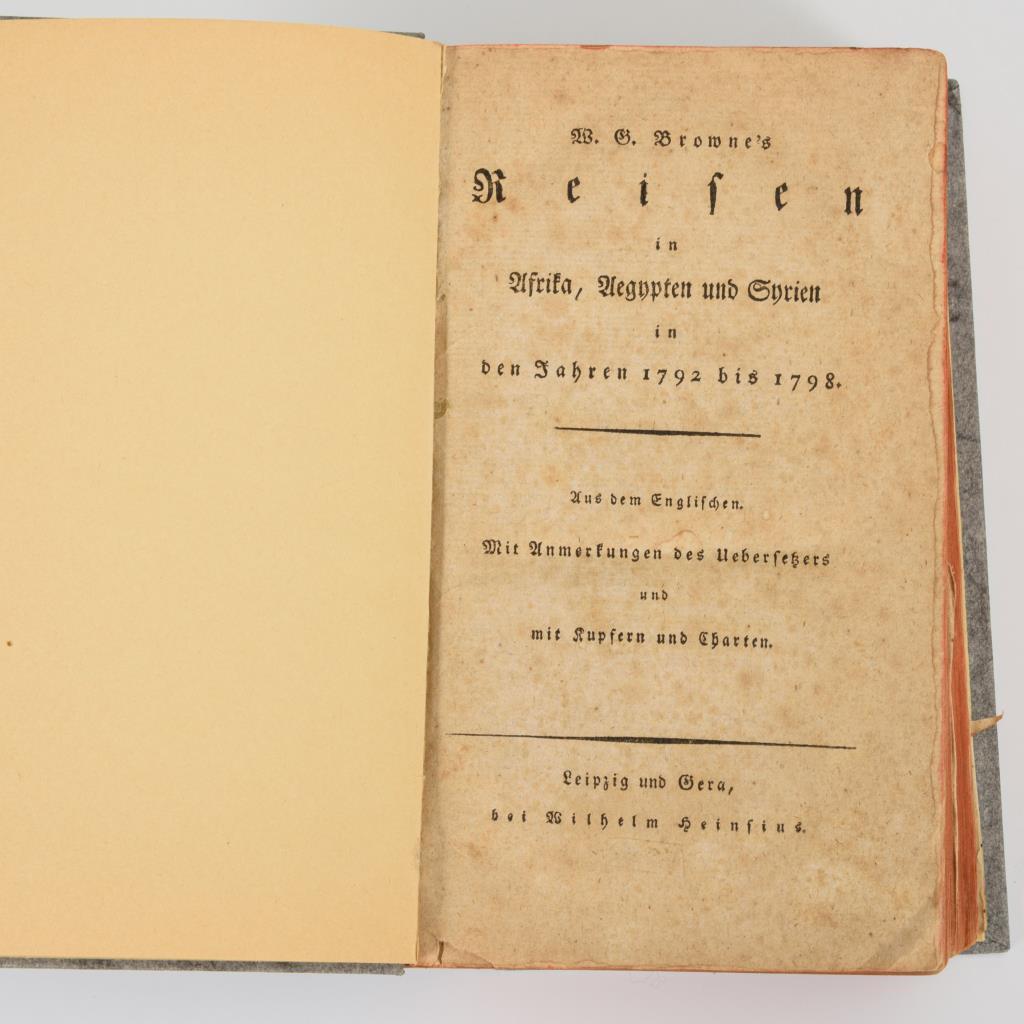 W. G. Browne's
Reiſen
in
Afrika, Aegypten und Syrien
in
den Jahren 1792 bis 1798.
Aus dem Engliſchen.
Mit Anmerkungen des Ueberſetzers
und
mit Kupfern und Charten.
Leipzig und Gera,
bei Wilhelm Heinſius.